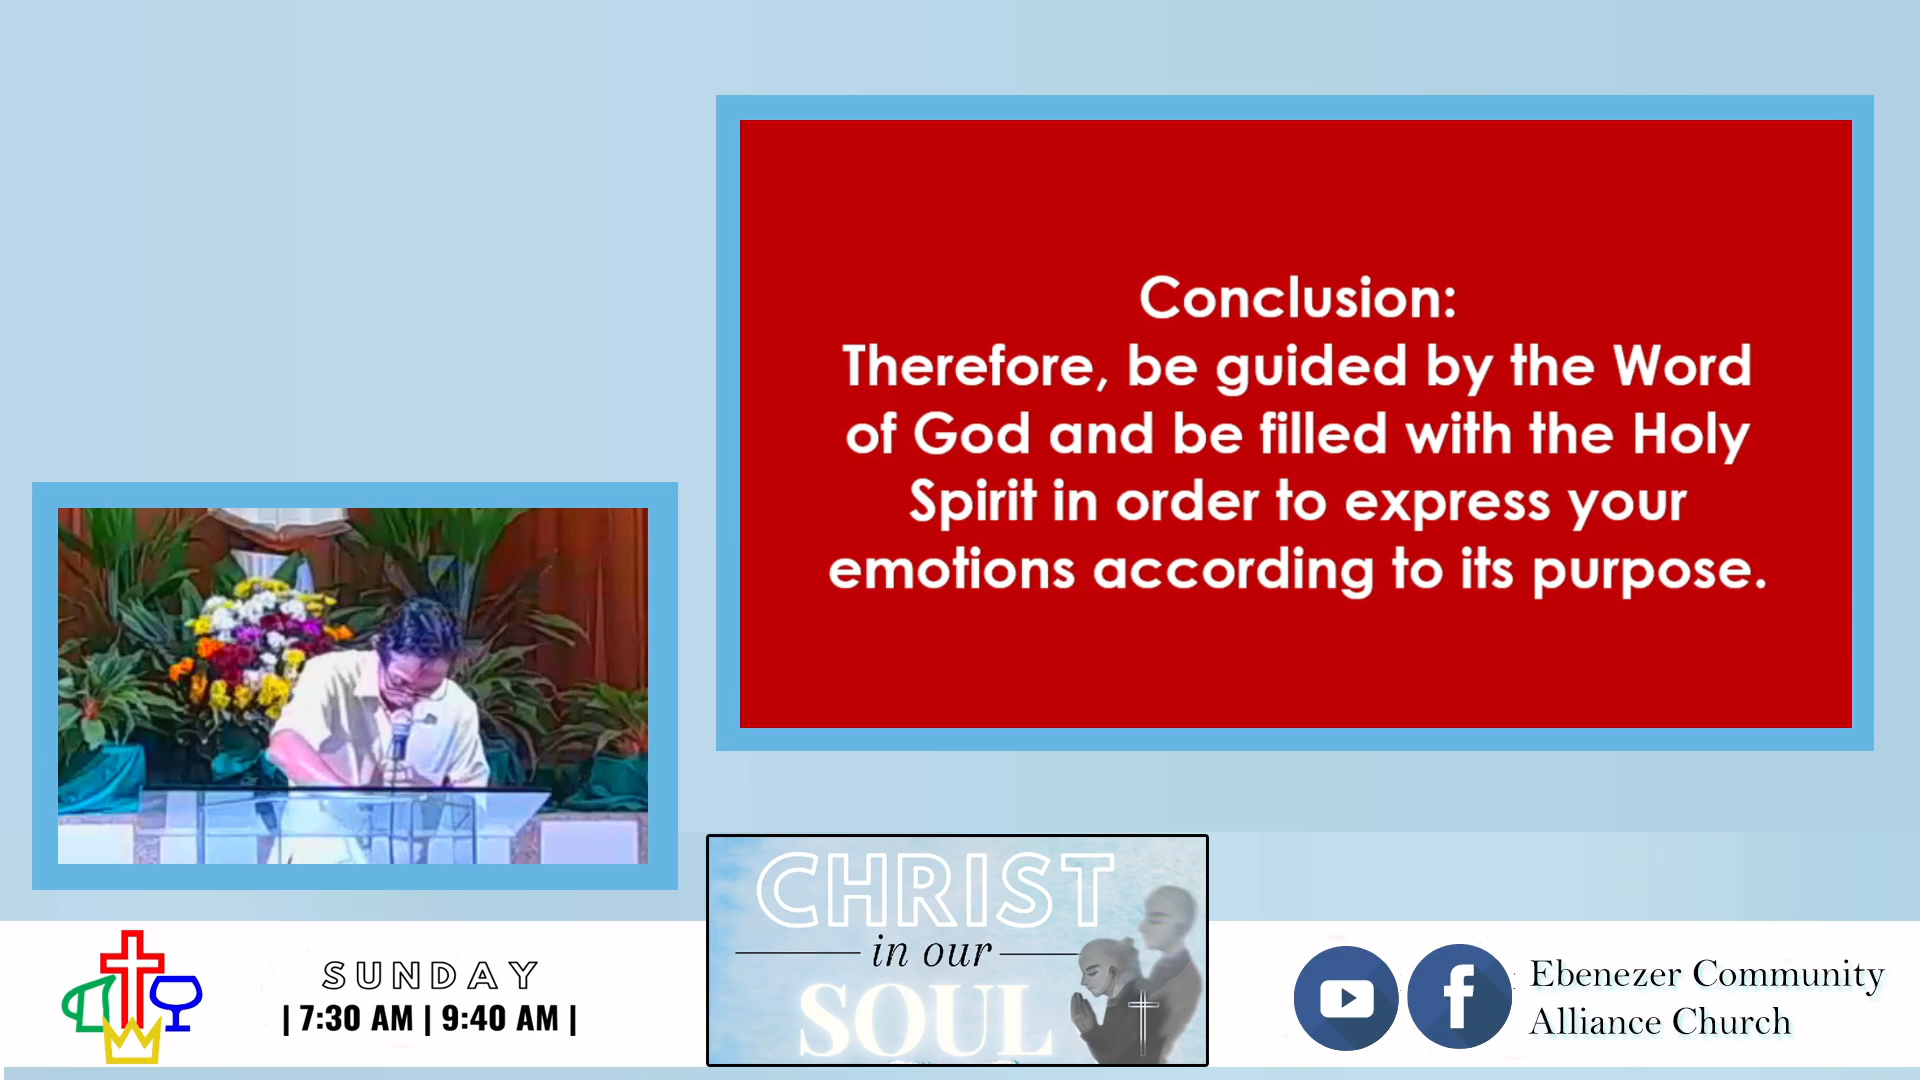 Conclusion:
Therefore, be guided by the Word
of God and be filled with the Holy
Spirit in order to express your
emotions according to its purpose.
SUNDAY
| 7:30 AM | 9:40 AM |
CHRIST
in our
SOUL
Ebenezer Community
Alliance Church